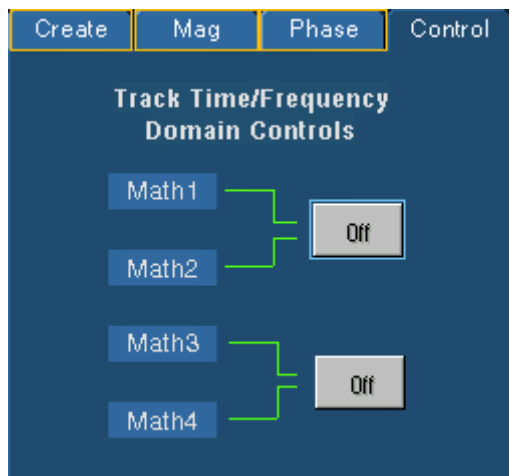 Create Mag Phase Control
Track Time/Frequency
Domain Controls
Math1
Off
Math2
Math3
Off
Math4